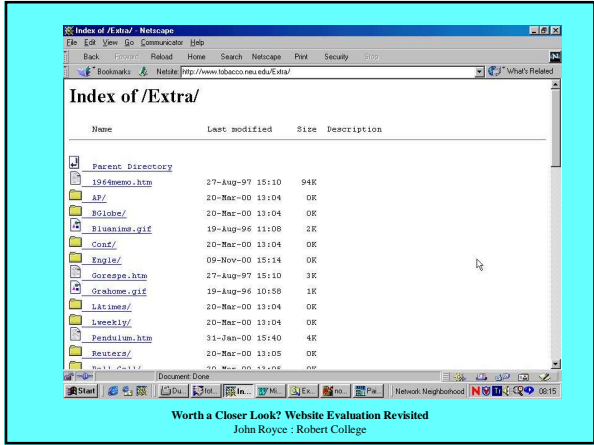 Index of /Extra/ - Netscape
File Edit View Go Communicator Help
Back Forward Reload Home Search Netscape Print Security Stop
Bookmarks Netsite: http://www.tobacco.neu.edu/Extra/ What's Related
Index of /Extra/
Name Last modified Size Description
Parent Directory
1964memo.htm 27-Aug-97 15:10 94K
AP/ 20-Mar-00 13:04 0K
BGlobe/ 20-Mar-00 13:04 0K
Bluanims.gif 19-Aug-96 11:08 2K
Conf/ 20-Mar-00 13:04 0K
Engle/ 09-Nov-00 15:14 0K
Gorespe.htm 27-Aug-97 15:10 3K
Grahome.gif 19-Aug-96 10:58 1K
LAtimes/ 20-Mar-00 13:04 0K
Lweekly/ 20-Mar-00 13:04 0K
Pendulum.htm 31-Jan-00 15:40 4K
Reuters/ 20-Mar-00 13:05 0K
Document: Done
Start Du... fot... In... Mi... Ex... no... Pai... Network Neighborhood 08:15
Worth a Closer Look? Website Evaluation Revisited
John Royce : Robert College